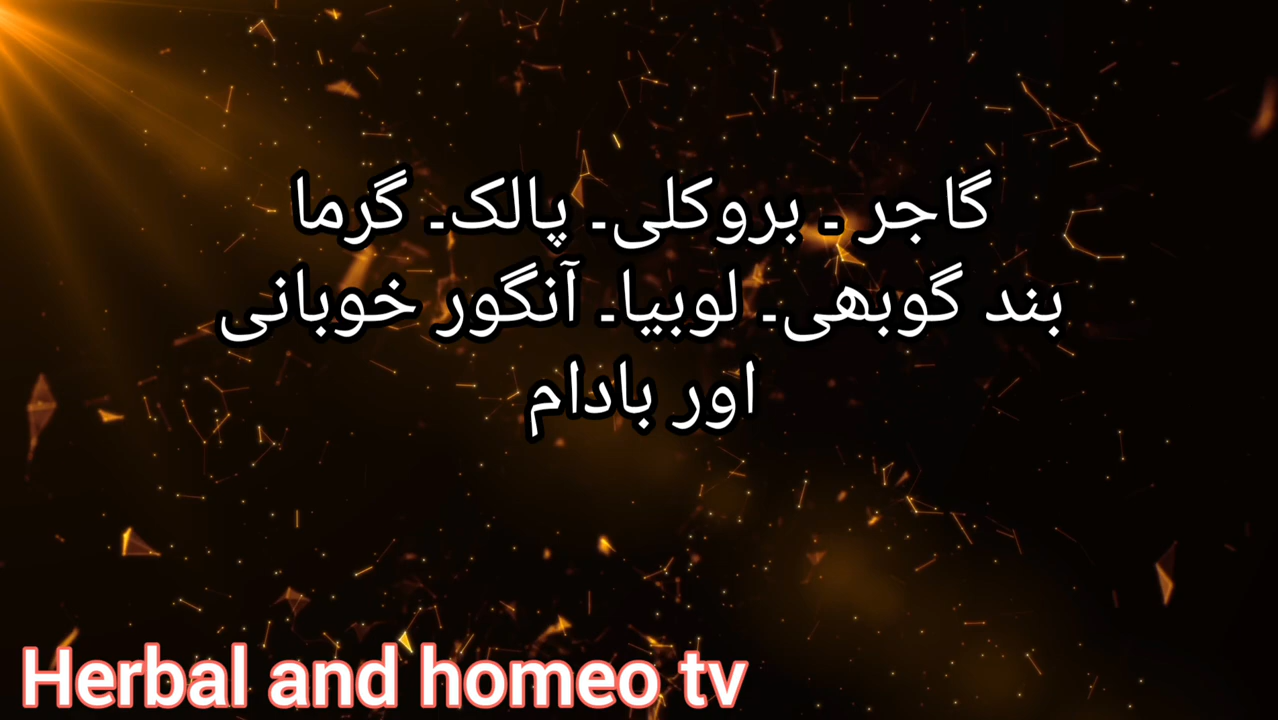 گاجر ۔ بروکلی۔ پالک۔ گرما
بند گوبھی۔ لوبیا۔ آنگور خوبانی
اور بادام
Herbal and homeo tv